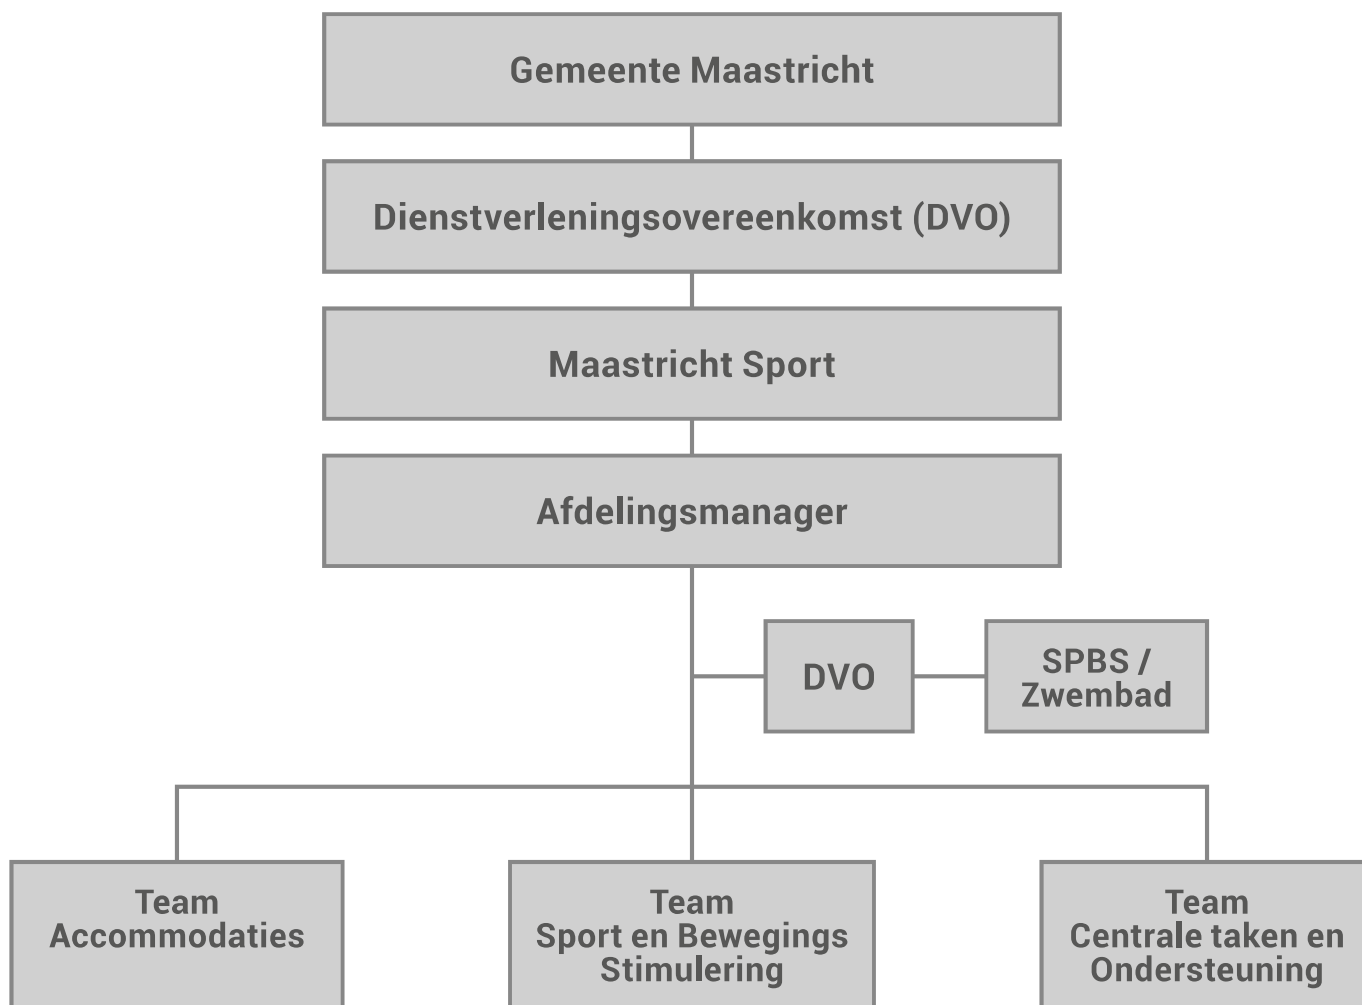 Gemeente Maastricht
Dienstverleningsovereenkomst (DVO)
Maastricht Sport
Afdelingsmanager
DVO
SPBS /
Zwembad
Team
Accommodaties
Team
Sport en Bewegings
Stimulering
Team
Centrale taken en
Ondersteuning